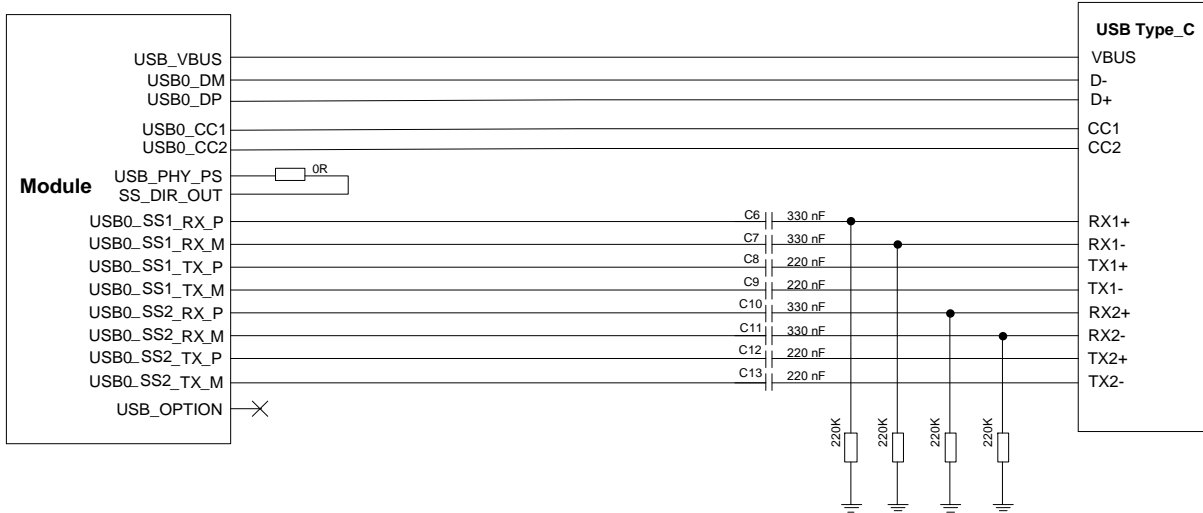 USB Type_C
USB_VBUS
VBUS
USB0_DM
D-
USB0_DP
D+
USB0_CC1
CC1
USB0_CC2
CC2
Module
USB_PHY_PS
0R
SS_DIR_OUT
USB0_SS1_RX_P
C6
330 nF
RX1+
USB0_SS1_RX_M
C7
330 nF
RX1-
USB0_SS1_TX_P
C8
220 nF
TX1+
USB0_SS1_TX_M
C9
220 nF
TX1-
USB0_SS2_RX_P
C10
330 nF
RX2+
USB0_SS2_RX_M
C11
330 nF
RX2-
USB0_SS2_TX_P
C12
220 nF
TX2+
USB0_SS2_TX_M
C13
220 nF
TX2-
USB_OPTION
220K
220K
220K
220K